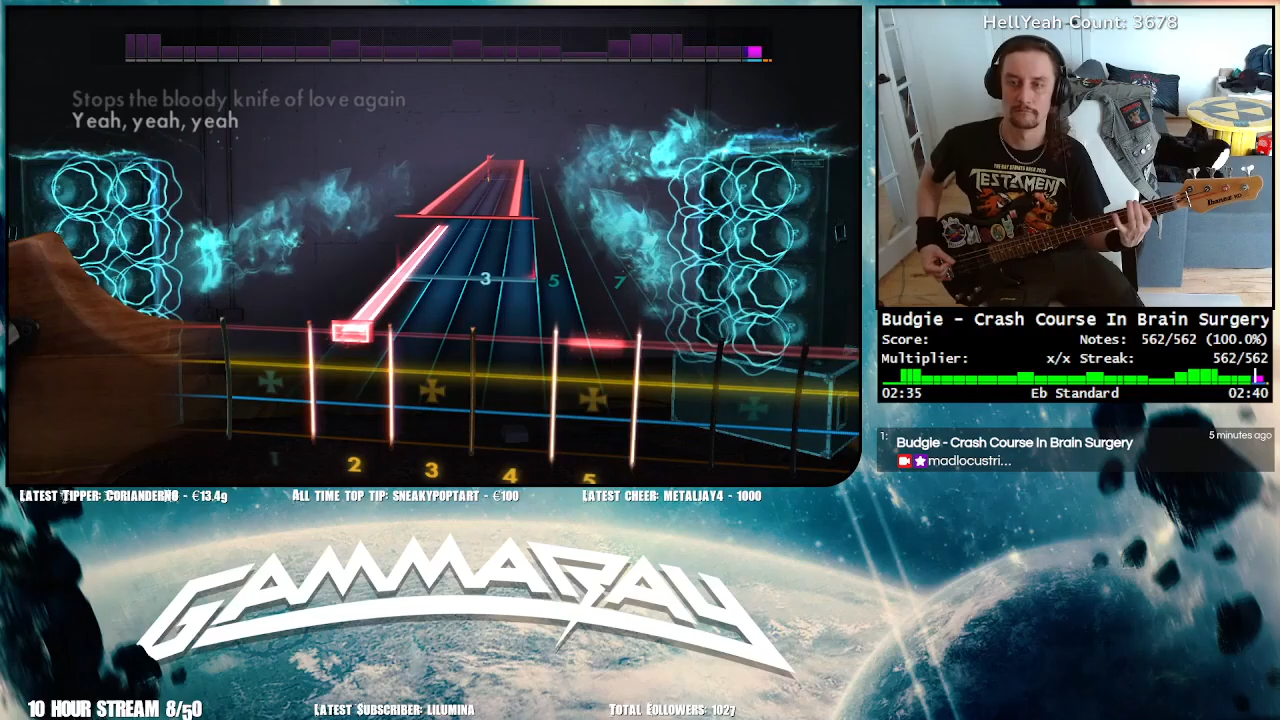 HellYeah Count: 3678
Stops the bloody knife of love again
Yeah, yeah, yeah
3
5
7
2
3
4
5
TESTAMENT
Budgie - Crash Course In Brain Surgery
Score:
Notes: 562/562 (100.0%)
Multiplier:
x/x Streak:
562/562
02:35
Eb Standard
02:40
1:
Budgie - Crash Course In Brain Surgery
5 minutes ago
madlocustri...
Latest Tipper: CorianderNo - €13.49
All time top tip: sneakypoptart - €100
Latest cheer: metaljay4 - 1000
GAMMARAY
10 Hour Stream 8/50
Latest Subscriber: lilumina
Total Followers: 1027